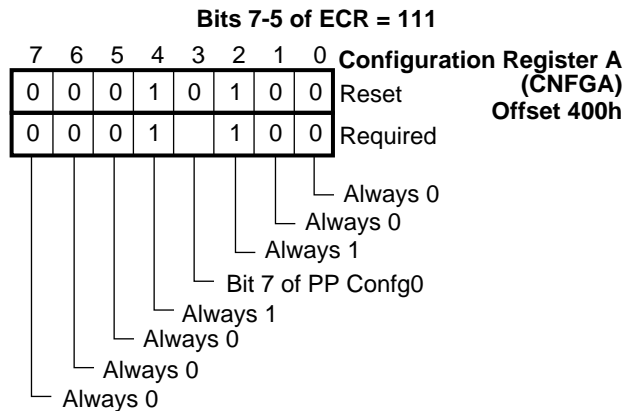 Bits 7-5 of ECR = 111
7 6 5 4 3 2 1 0 Configuration Register A
(CNFGA)
0 0 0 1 0 1 0 0 Reset
Offset 400h
0 0 0 1 1 0 0 Required
Always 0
Always 0
Always 1
Bit 7 of PP Confg0
Always 1
Always 0
Always 0
Always 0